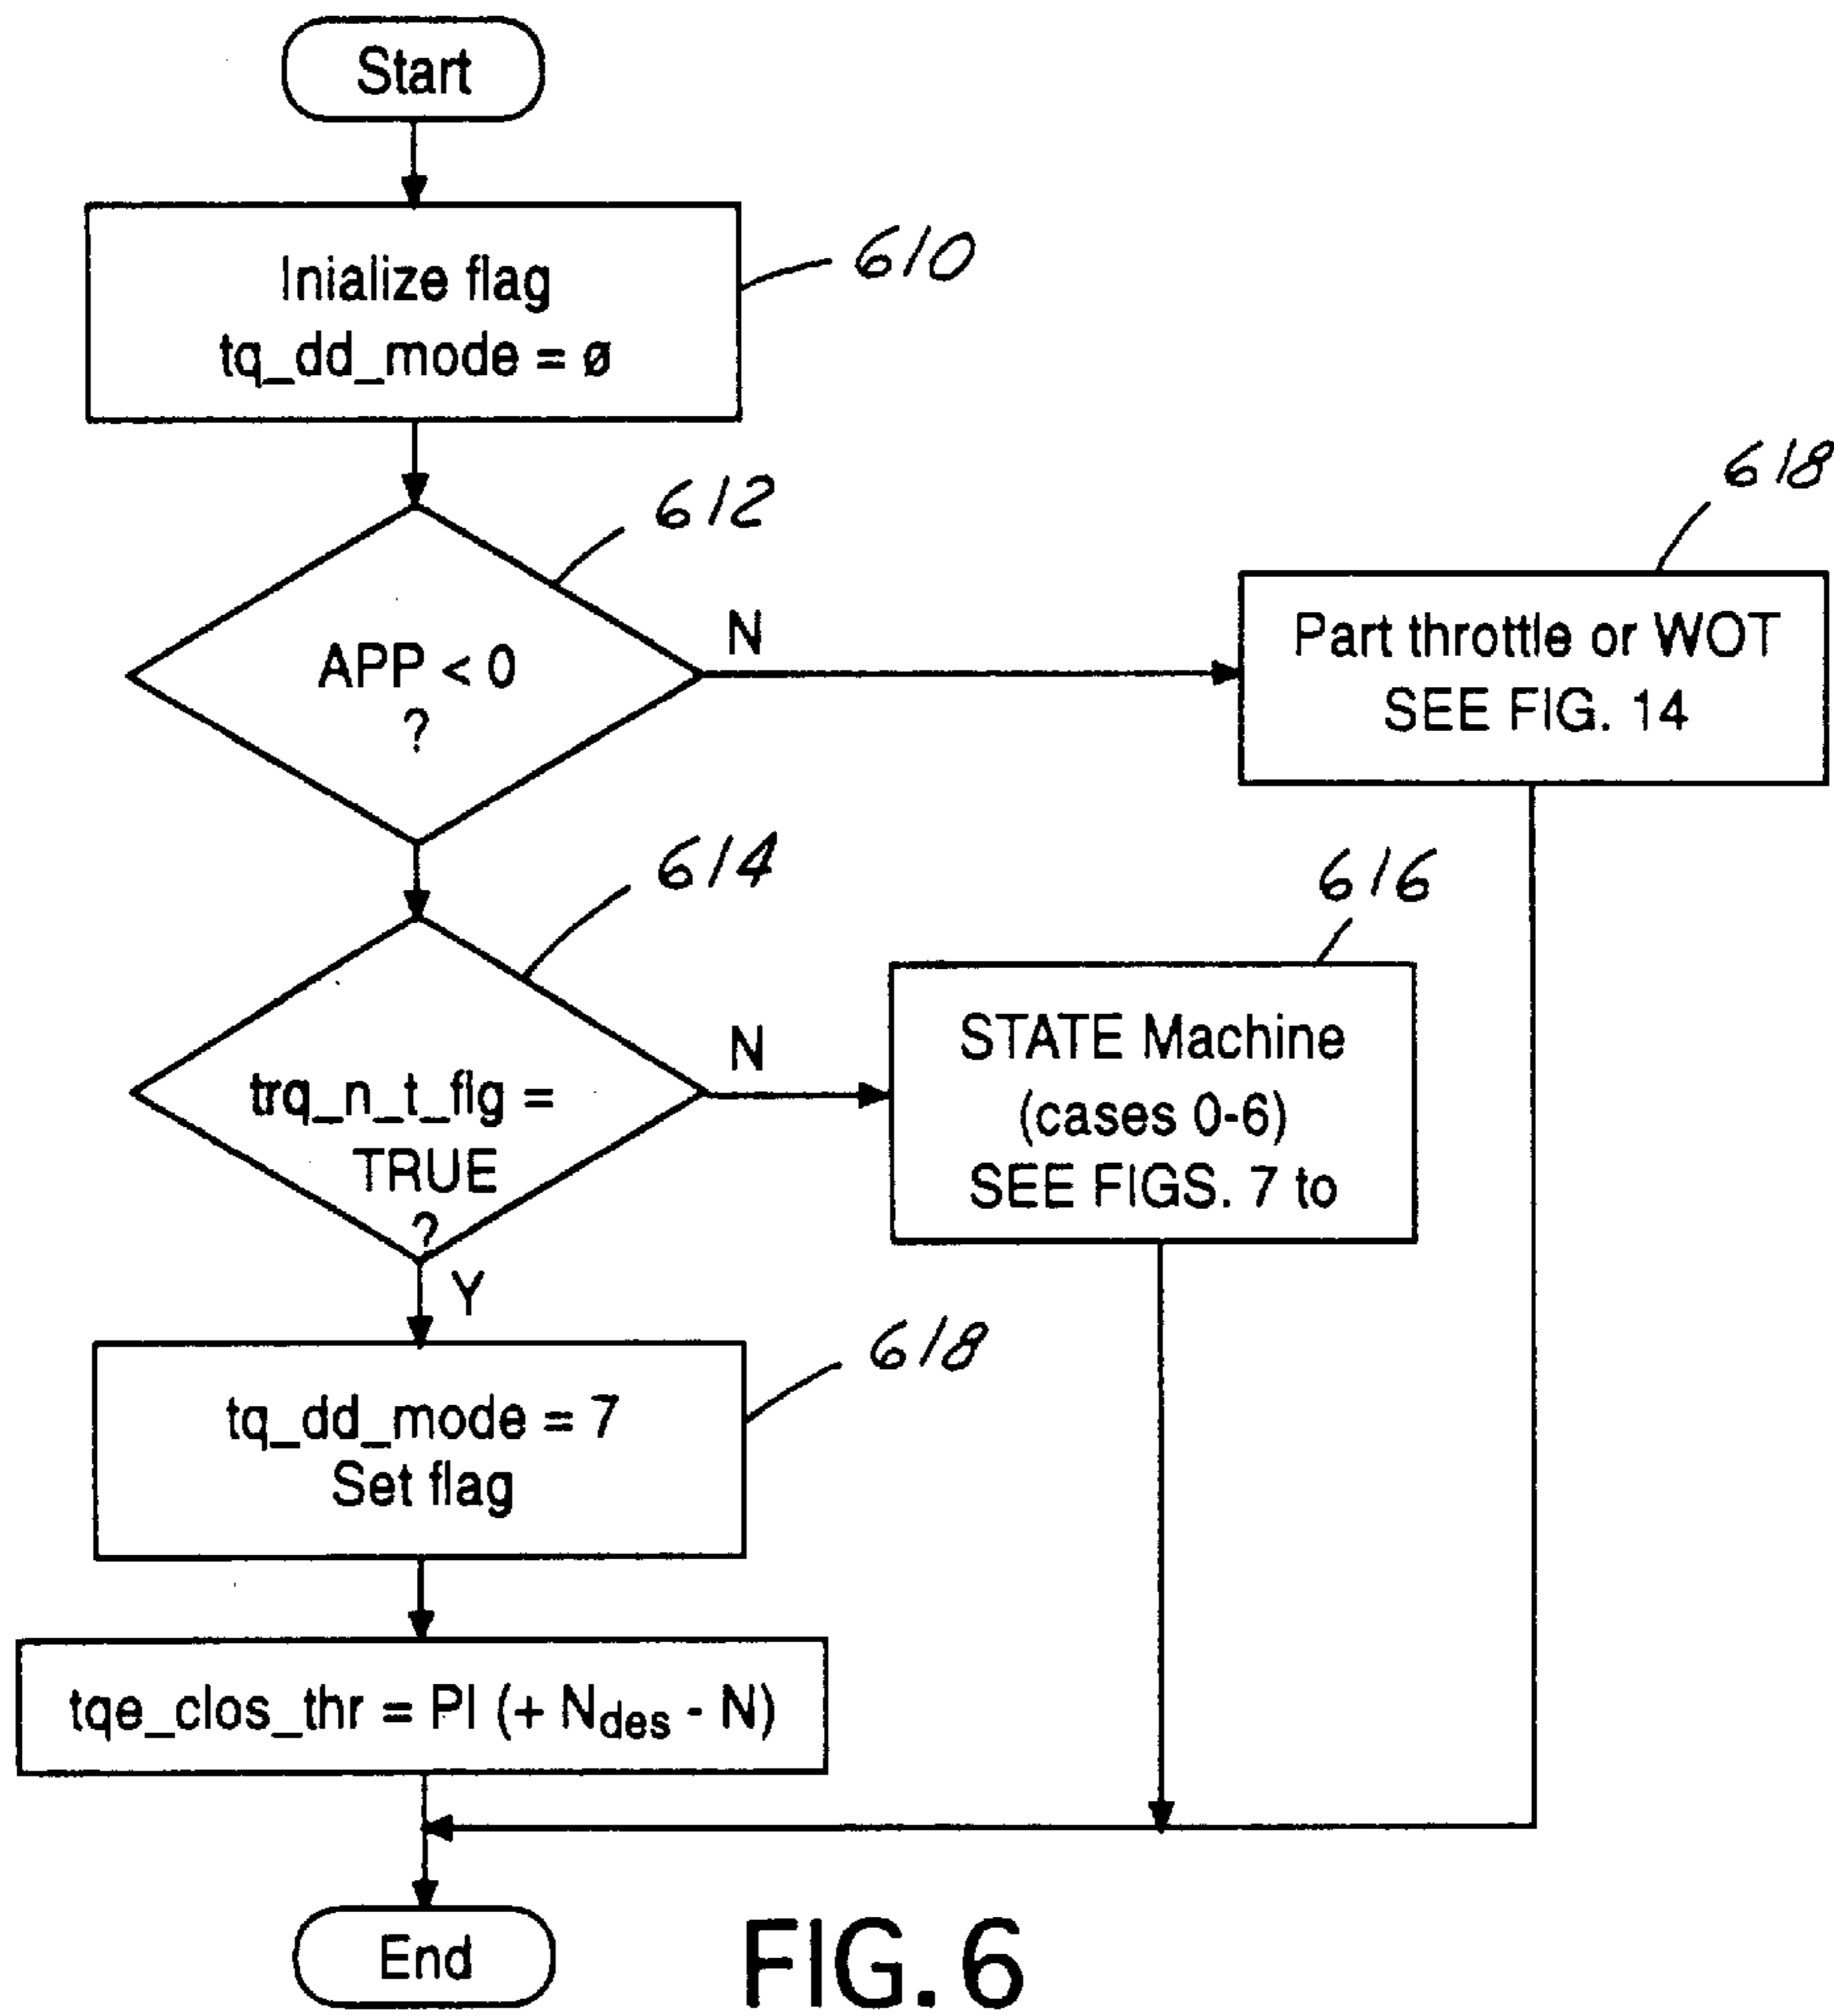 Start
Inialize flag
tq_dd_mode = ø
610
612
APP < 0
?
N
618
Part throttle or WOT
SEE FIG. 14
614
trq_n_t_flg =
TRUE
?
N
616
STATE Machine
(cases 0-6)
SEE FIGS. 7 to
Y
618
tq_dd_mode = 7
Set flag
tqe_clos_thr = PI (+ Ndes - N)
End
FIG. 6